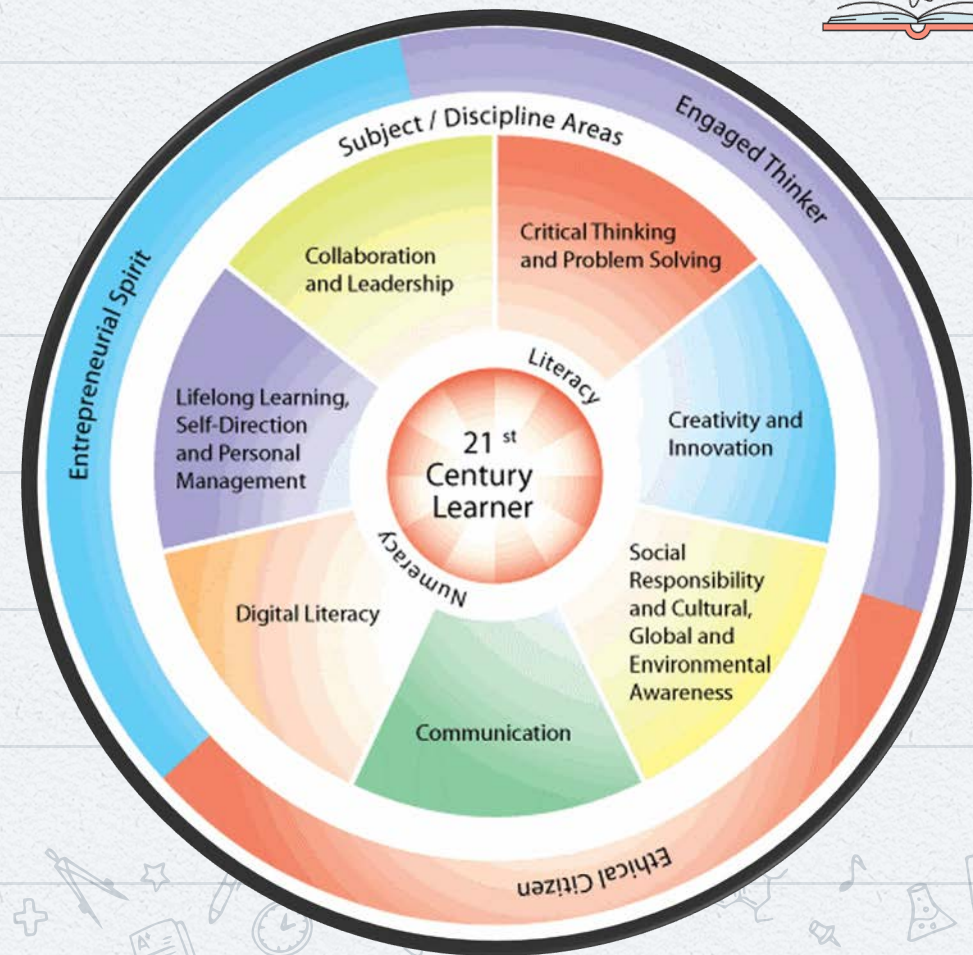 Engaged Thinker
Subject / Discipline Areas
Entrepreneurial Spirit
Collaboration
and Leadership
Critical Thinking
and Problem Solving
Literacy
Lifelong Learning,
Self-Direction
and Personal
Management
21 st
Century
Learner
Creativity and
Innovation
Numeracy
Digital Literacy
Social
Responsibility
and Cultural,
Global and
Environmental
Awareness
Communication
Ethical Citizen
A+